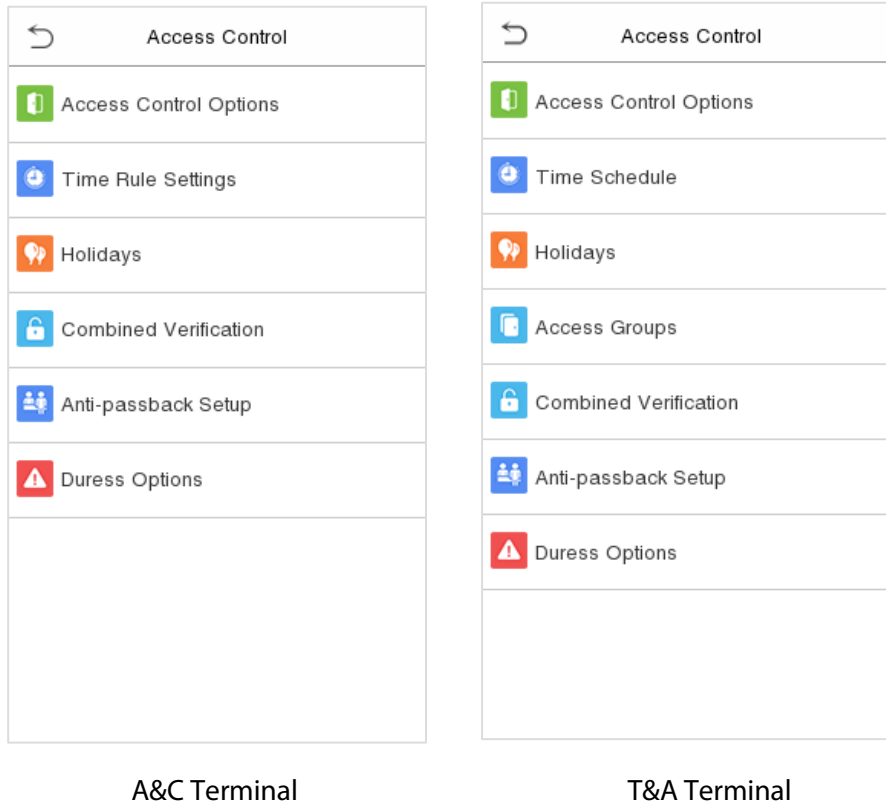 Access Control
Access Control Options
Time Rule Settings
Holidays
Combined Verification
Anti-passback Setup
Duress Options
A&C Terminal
Access Control
Access Control Options
Time Schedule
Holidays
Access Groups
Combined Verification
Anti-passback Setup
Duress Options
T&A Terminal